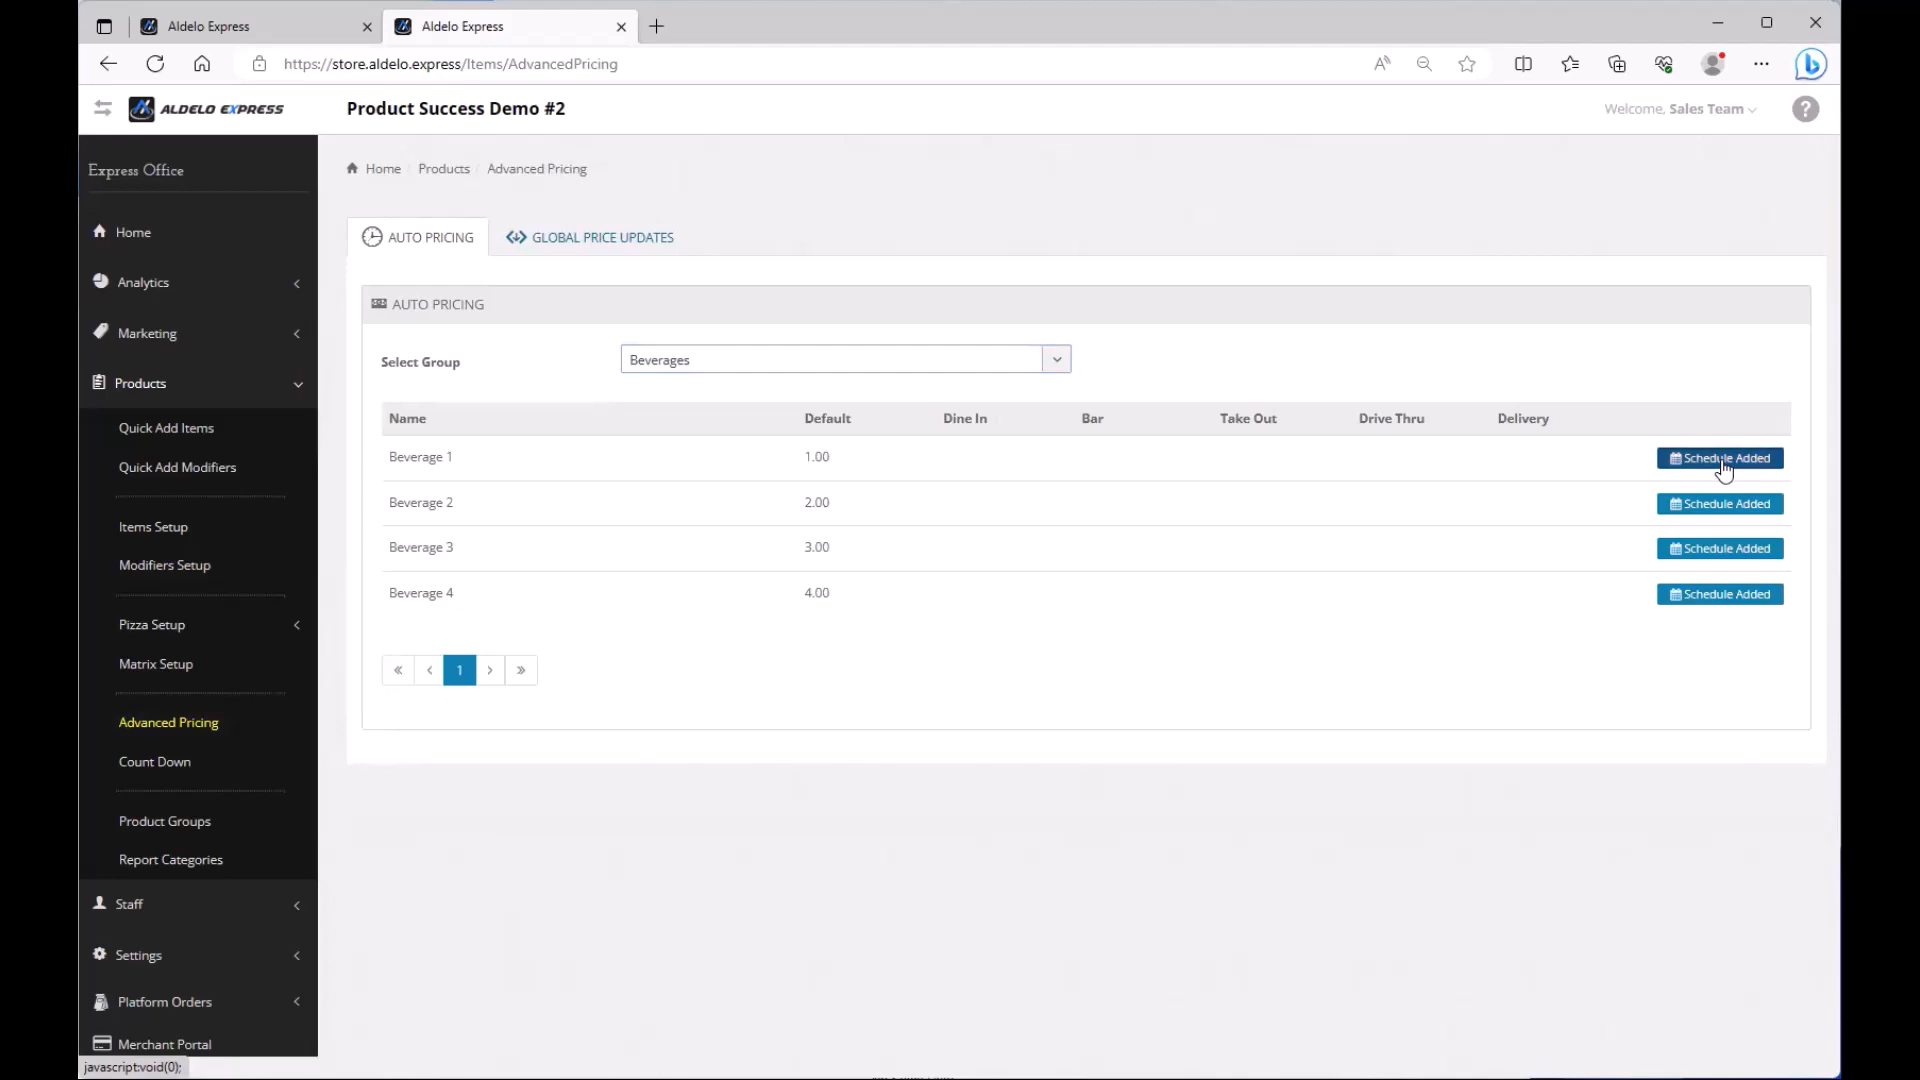 Aldelo Express
Aldelo Express
https://store.aldelo.express/Items/AdvancedPricing
ALDELO EXPRESS
Product Success Demo #2
Welcome, Sales Team
?
Express Office
Home
Analytics
Marketing
Products
Quick Add Items
Quick Add Modifiers
Items Setup
Modifiers Setup
Pizza Setup
Matrix Setup
Advanced Pricing
Count Down
Product Groups
Report Categories
Staff
Settings
Platform Orders
Merchant Portal
javascript:void(0);
Home / Products / Advanced Pricing
AUTO PRICING
GLOBAL PRICE UPDATES
AUTO PRICING
Select Group
Beverages
Name Default Dine In Bar Take Out Drive Thru Delivery
Beverage 1 1.00 Schedule Added
Beverage 2 2.00 Schedule Added
Beverage 3 3.00 Schedule Added
Beverage 4 4.00 Schedule Added
« ‹ 1 › »